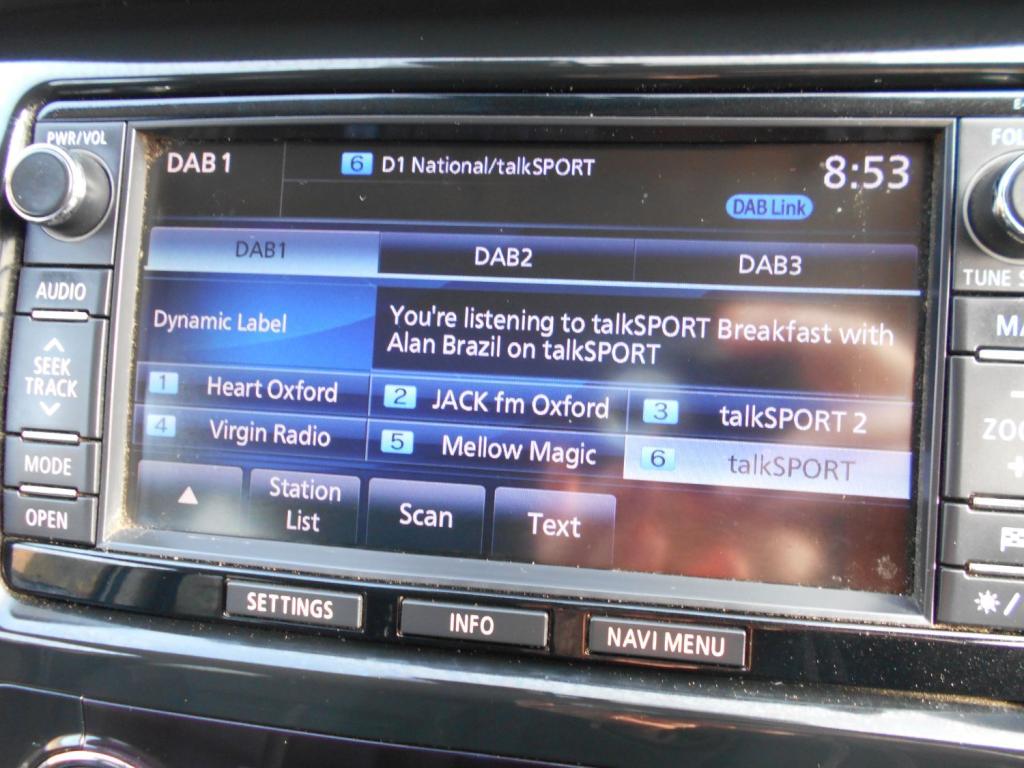 PWR/VOL
DAB 1
6 D1 National/talkSPORT
8:53
DAB Link
DAB1
DAB2
DAB3
Dynamic Label
You're listening to talkSPORT Breakfast with
Alan Brazil on talkSPORT
1 Heart Oxford
2 JACK fm Oxford
3 talkSPORT 2
4 Virgin Radio
5 Mellow Magic
6 talkSPORT
Station
List
Scan
Text
AUDIO
SEEK
TRACK
MODE
OPEN
TUNE
SETTINGS
INFO
NAVI MENU